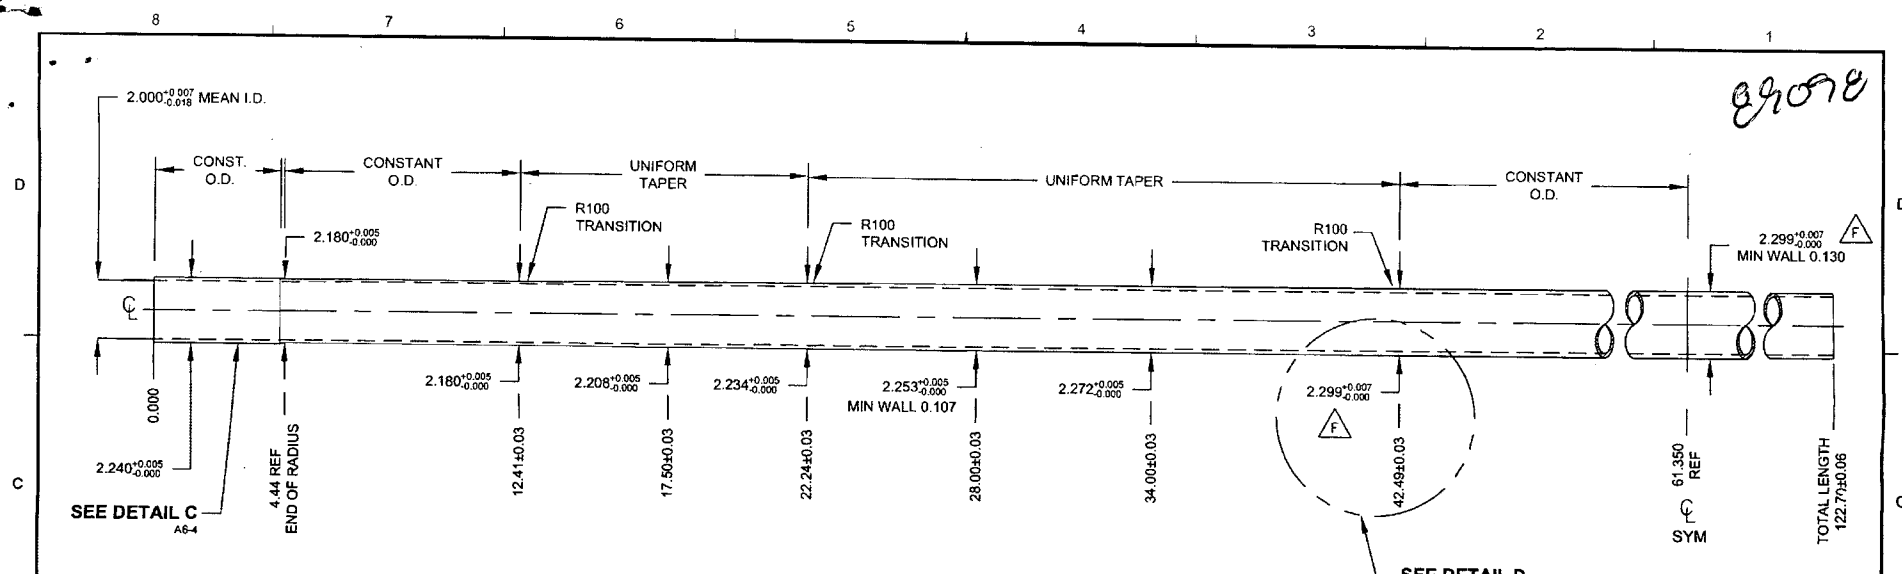 8 7 6 5 4 3 2 1
2.000 +0.007 -0.018 MEAN I.D.
CONST. O.D.
CONSTANT O.D.
UNIFORM TAPER
UNIFORM TAPER
CONSTANT O.D.
D
D
2.180 +0.005 -0.000
R100 TRANSITION
R100 TRANSITION
R100 TRANSITION
2.299 +0.007 -0.000
MIN WALL 0.130
F
℄
2.180 +0.005 -0.000
2.208 +0.005 -0.000
2.234 +0.005 -0.000
2.253 +0.005 -0.000
MIN WALL 0.107
2.272 +0.005 -0.000
2.299 +0.007 -0.000
F
0.000
2.240 +0.005 -0.000
4.44 REF
END OF RADIUS
12.41±0.03
17.50±0.03
22.24±0.03
28.00±0.03
34.00±0.03
42.49±0.03
61.350 REF
℄
SYM
TOTAL LENGTH
122.70±0.06
C
C
SEE DETAIL C
A6-4
SEE DETAIL D